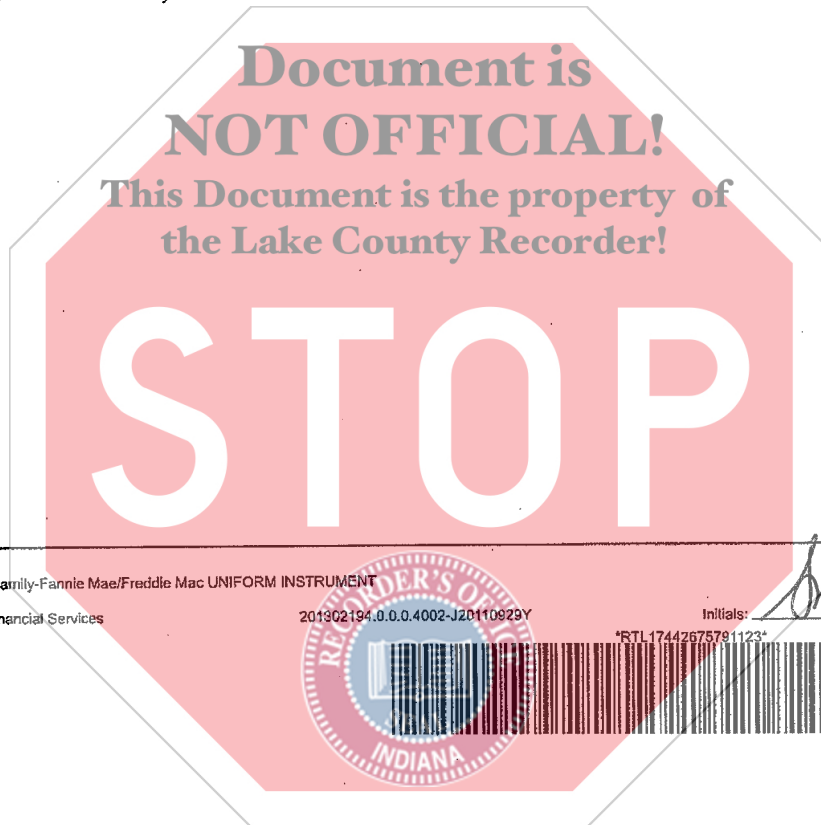 Document is
NOT OFFICIAL!
This Document is the property of
the Lake County Recorder!
STOP
amily-Fannie Mae/Freddie Mac UNIFORM INSTRUMENT
nancial Services
201302194.0.0.0.4002-J20110929Y
Initials:
*RTL17442675791123*
RECORDER'S OFFICE
SEAL
INDIANA